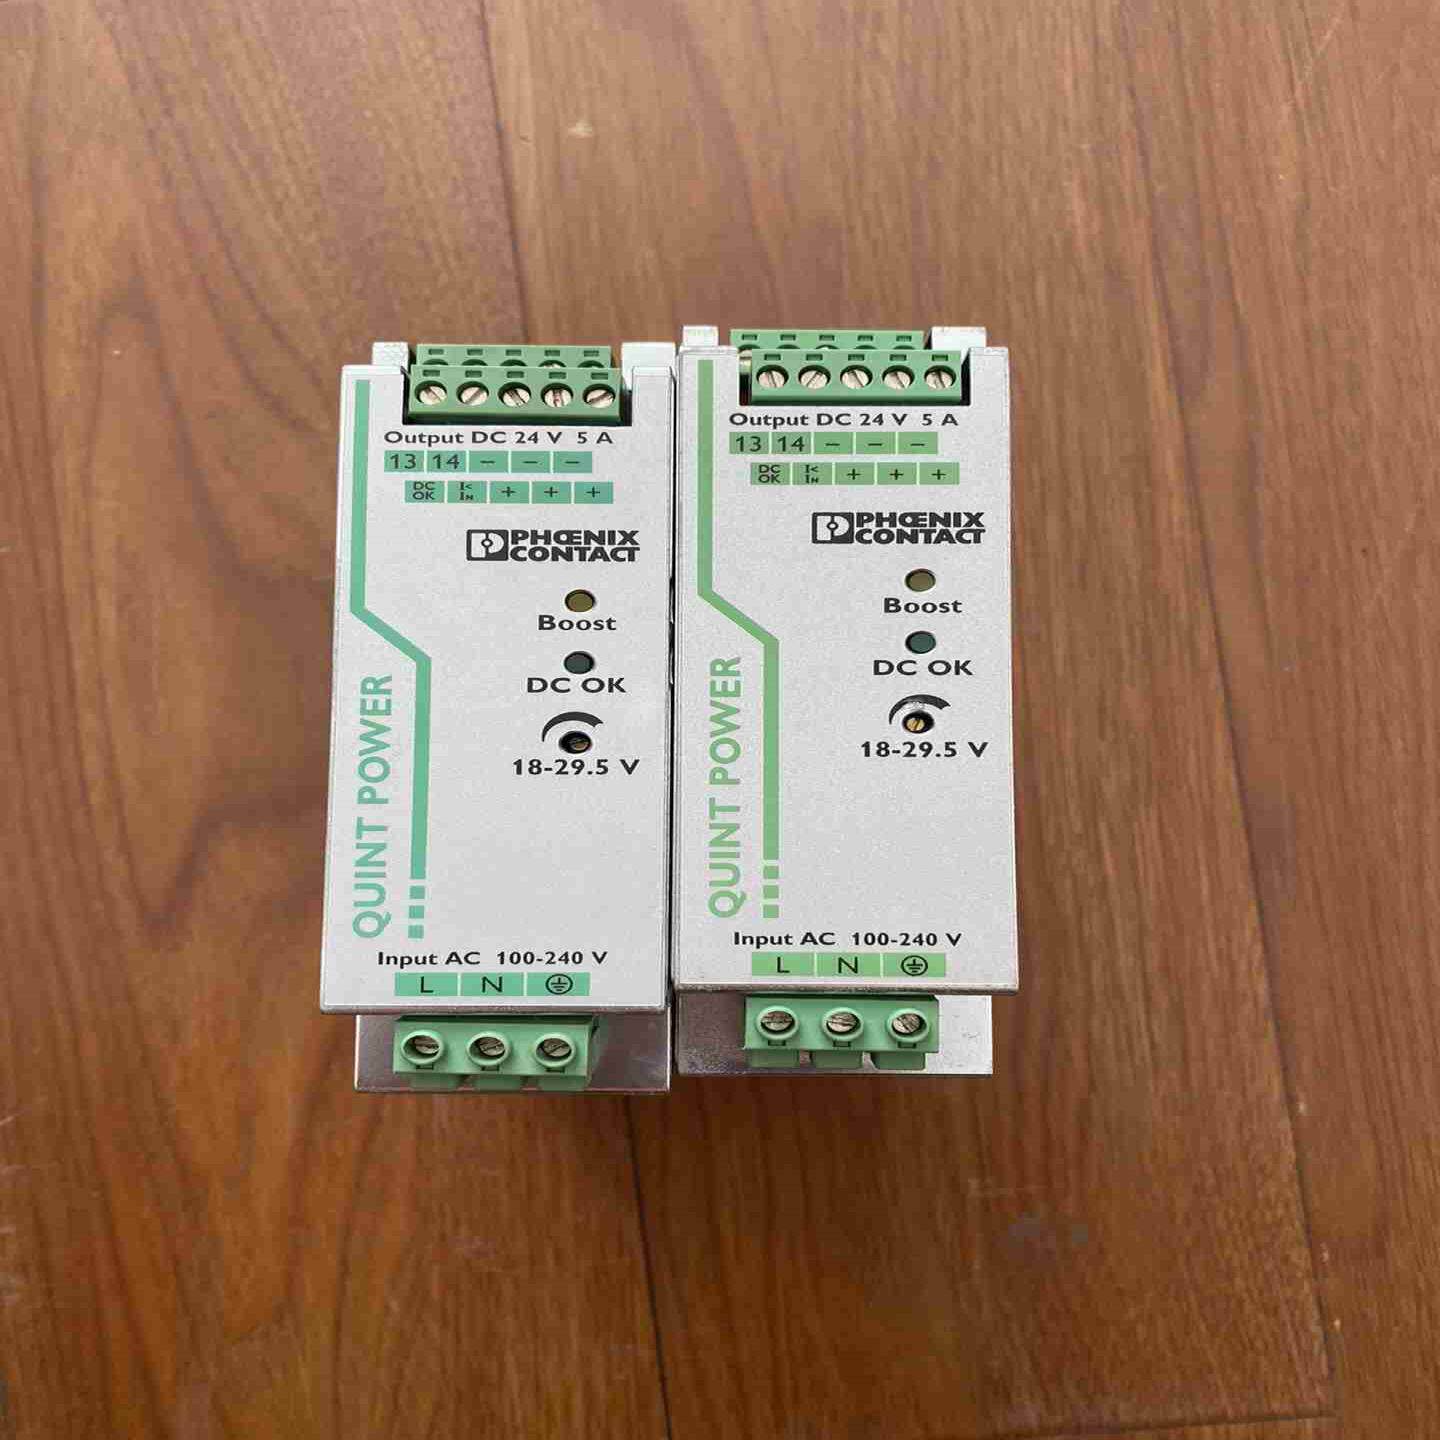 Output DC 24 V 5 A
13 14 − − −
DC OK I< IN + + +
PHŒNIX
CONTACT
Boost
DC OK
18-29.5 V
QUINT POWER
Input AC 100-240 V
L N
Output DC 24 V 5 A
13 14 − − −
DC OK I< IN + + +
PHŒNIX
CONTACT
Boost
DC OK
18-29.5 V
QUINT POWER
Input AC 100-240 V
L N